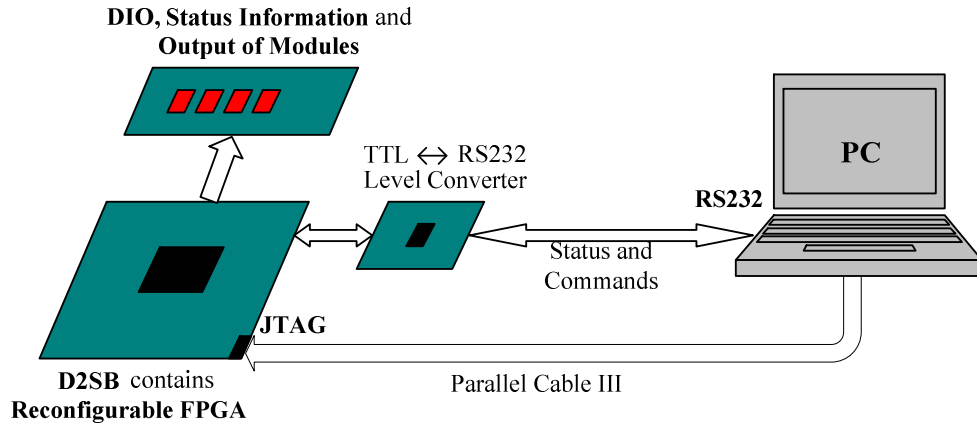 DIO, Status Information and
Output of Modules
TTL ↔ RS232
Level Converter
PC
RS232
Status and
Commands
JTAG
D2SB contains
Reconfigurable FPGA
Parallel Cable III